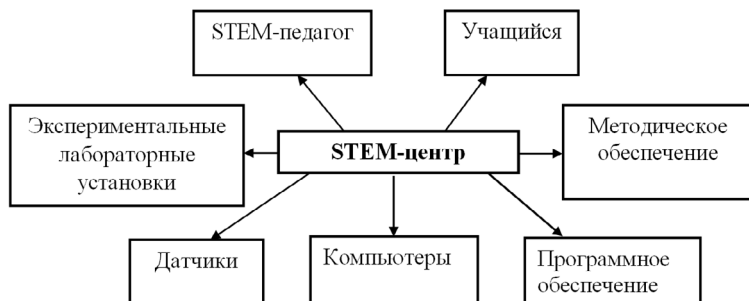 STEM-педагог
Учащийся
Экспериментальные
лабораторные
установки
STEM-центр
Методическое
обеспечение
Датчики
Компьютеры
Программное
обеспечение